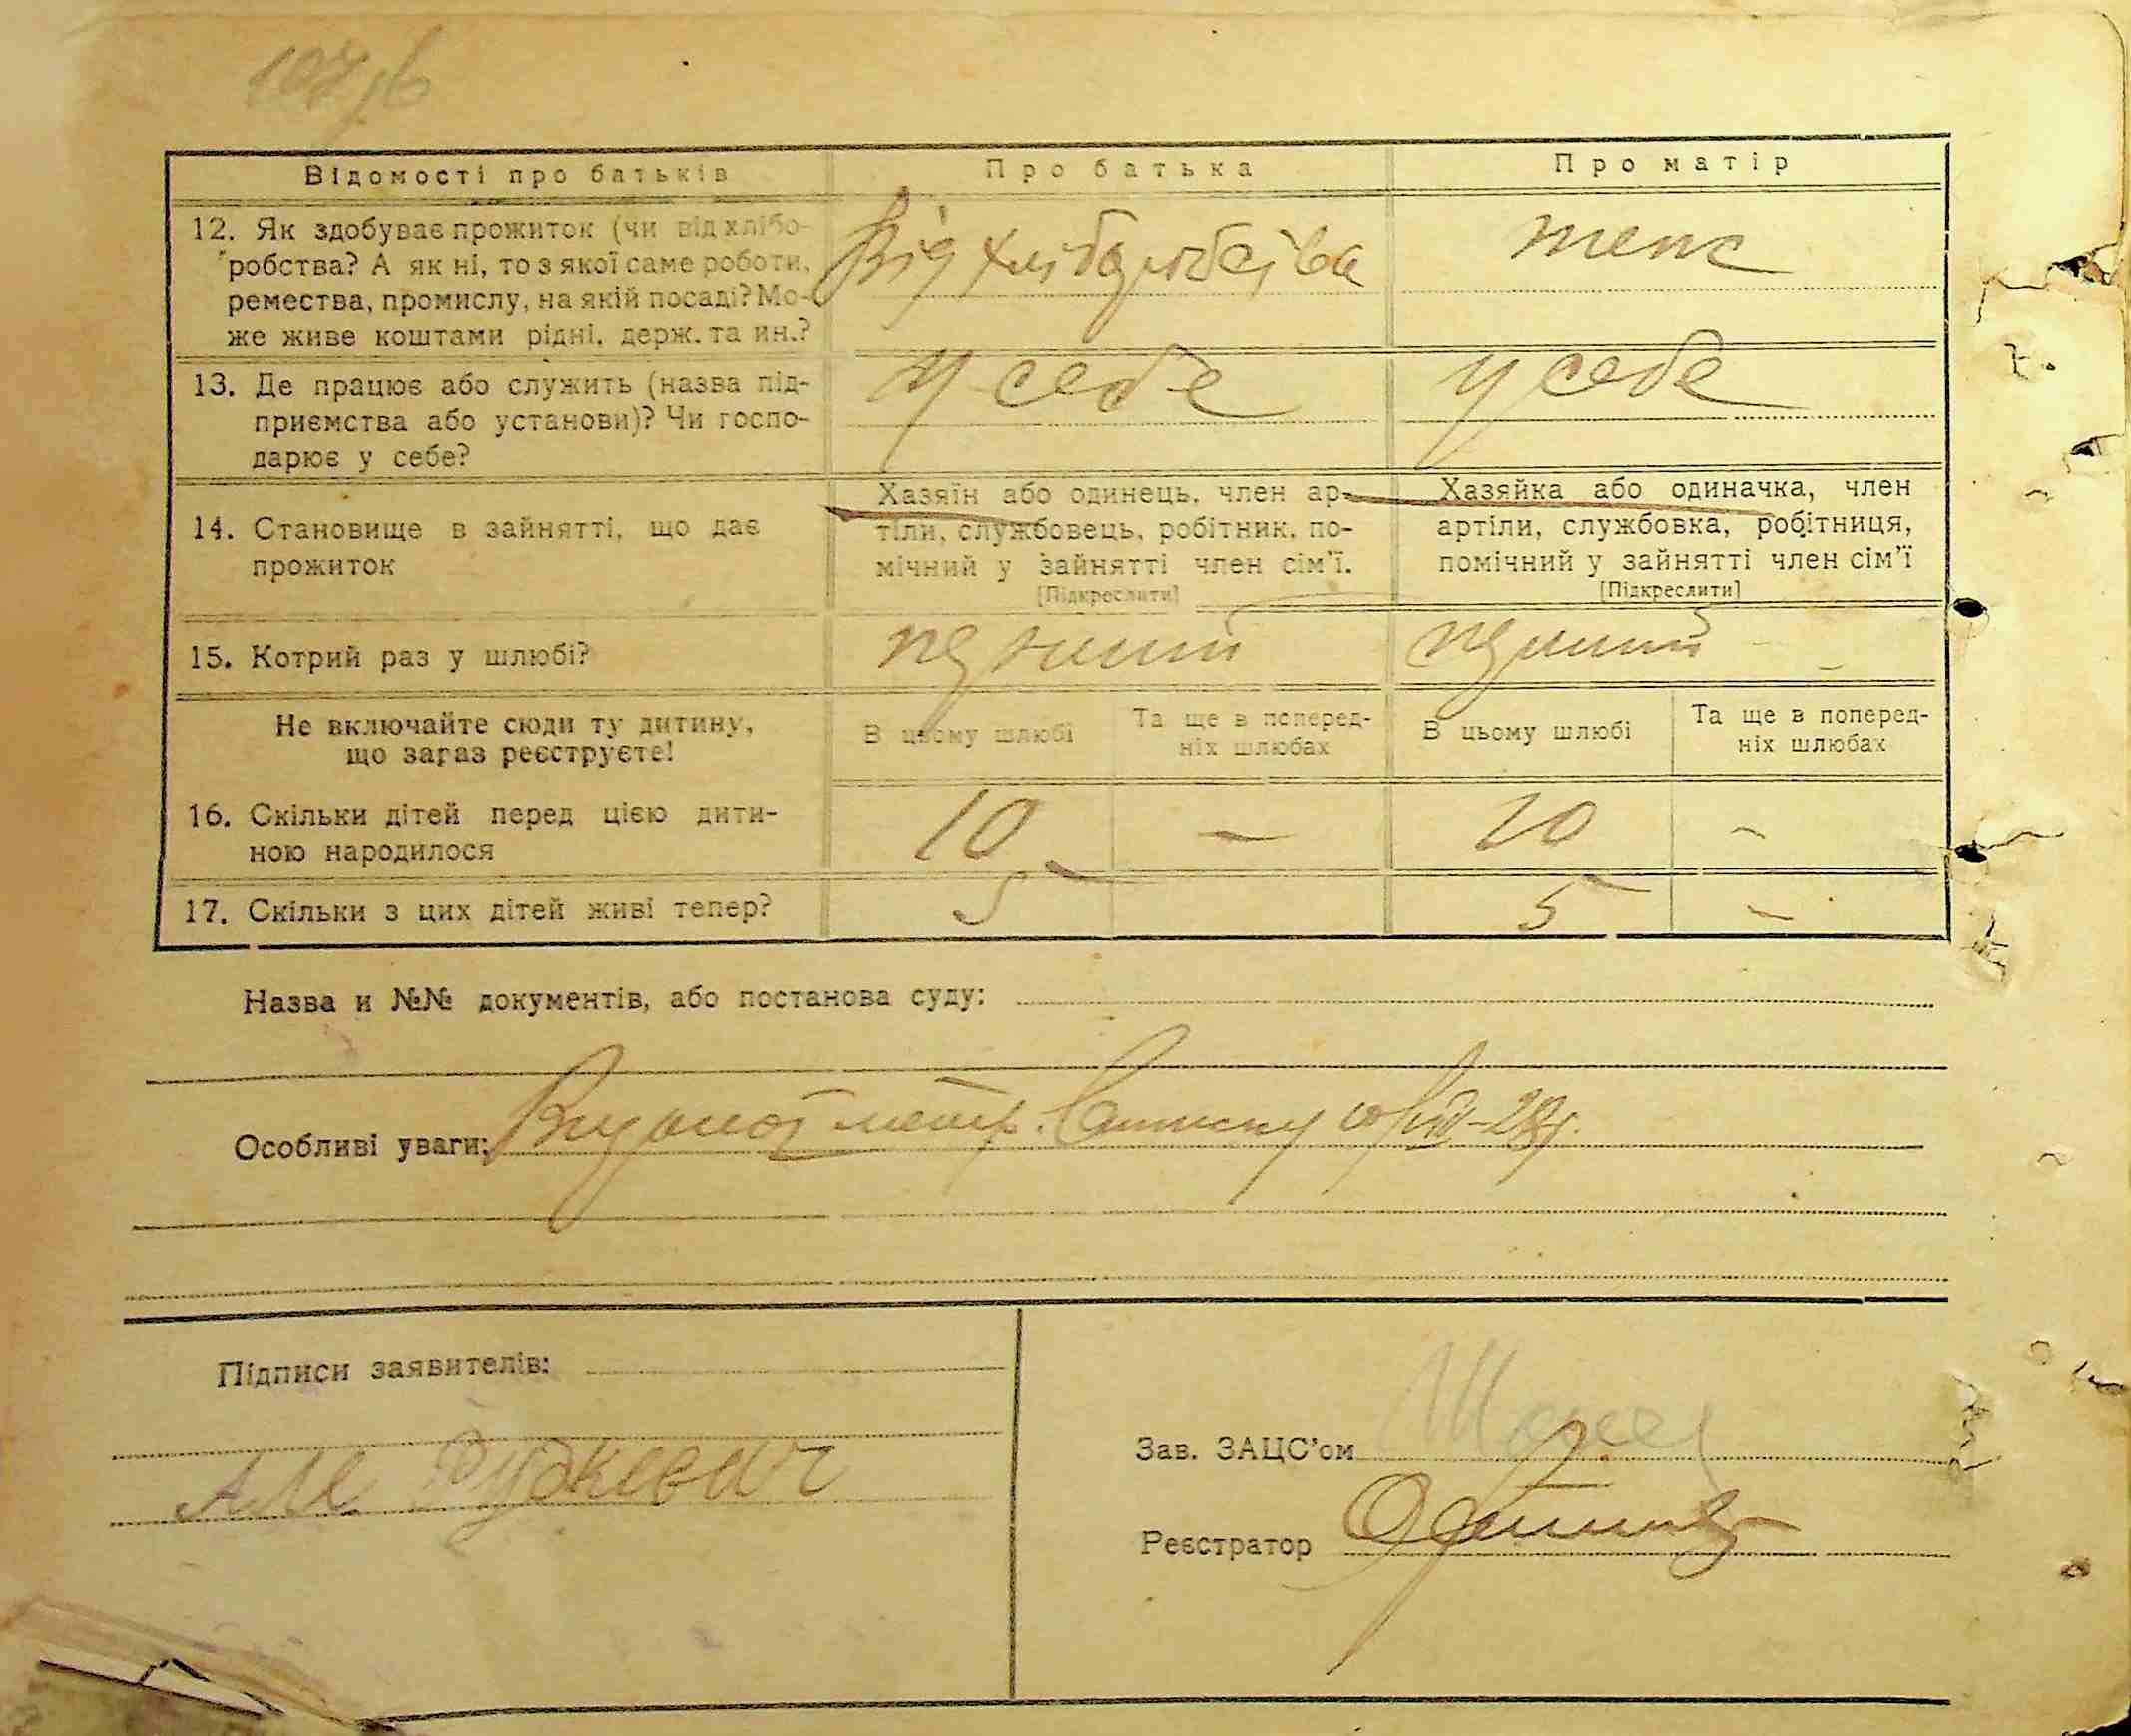 Відомості про батьків
Про батька
Про матір
12. Як здобуває прожиток (чи від хлібо-
робства? А як ні, то з якої саме роботи,
ремества, промислу, на якій посаді? Мо-
же живе коштами рідні, держ. та ин.?
Від хліборобства
теж
13. Де працює або служить (назва під-
приємства або установи)? Чи госпо-
дарює у себе?
У себе
У себе
14. Становище в зайнятті, що дає
прожиток
Хазяїн або одинець, член ар-
тіли, службовець, робітник, по-
мічний у зайнятті член сім'ї.
[Підкреслити]
Хазяйка або одиначка, член
артіли, службовка, робітниця,
помічний у зайнятті член сім'ї
[Підкреслити]
15. Котрий раз у шлюбі?
Не включайте сюди ту дитину,
що зараз реєструєте!
В цьому шлюбі
Та ще в поперед-
ніх шлюбах
В цьому шлюбі
Та ще в поперед-
ніх шлюбах
16. Скільки дітей перед цією дити-
ною народилося
10
–
10
–
17. Скільки з цих дітей живі тепер?
5
5
–
Назва и №№ документів, або постанова суду:
Особливі уваги:
Підписи заявителів:
Рудкевич
Зав. ЗАЦС'ом
Реєстратор